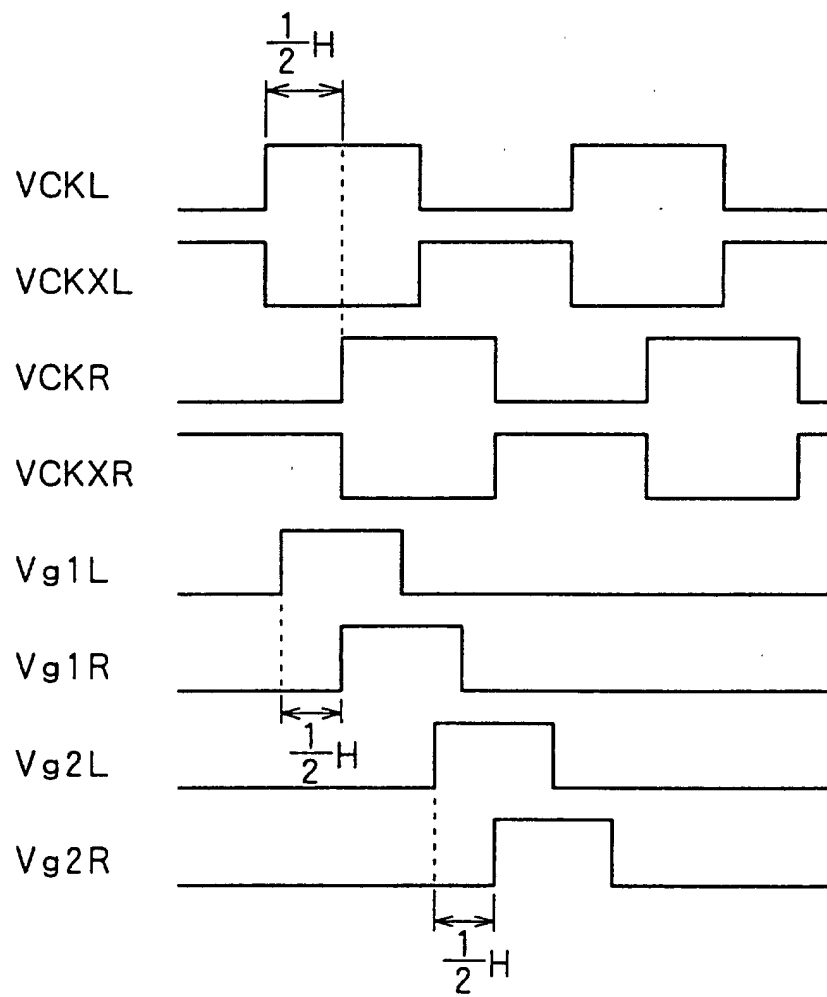 1/2 H
VCKL
VCKXL
VCKR
VCKXR
Vg1L
Vg1R
1/2 H
Vg2L
Vg2R
1/2 H